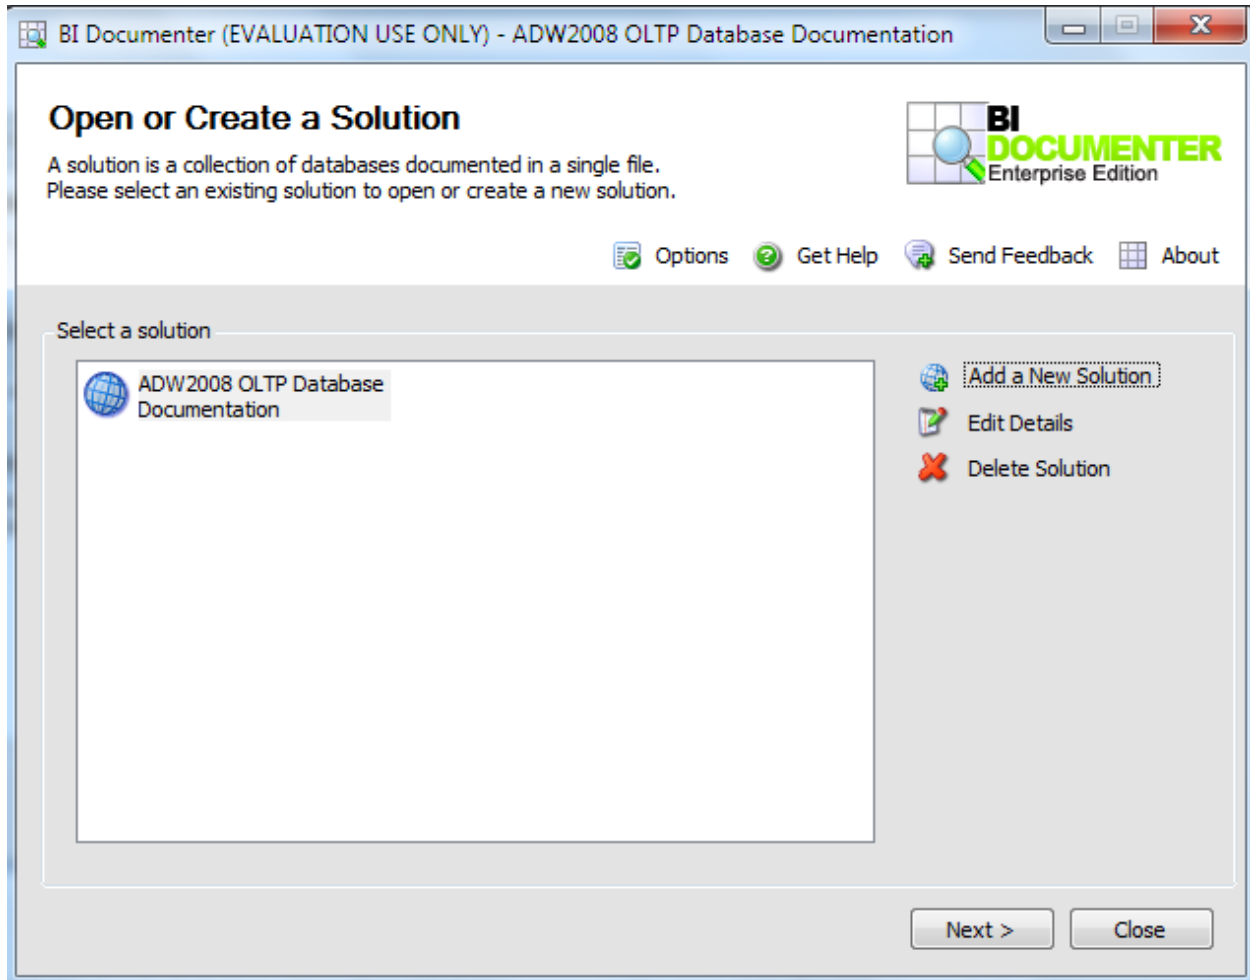 BI Documenter (EVALUATION USE ONLY) - ADW2008 OLTP Database Documentation
Open or Create a Solution
A solution is a collection of databases documented in a single file.
Please select an existing solution to open or create a new solution.
BI
DOCUMENTER
Enterprise Edition
Options Get Help Send Feedback About
Select a solution
ADW2008 OLTP Database
Documentation
Add a New Solution
Edit Details
Delete Solution
Next > Close